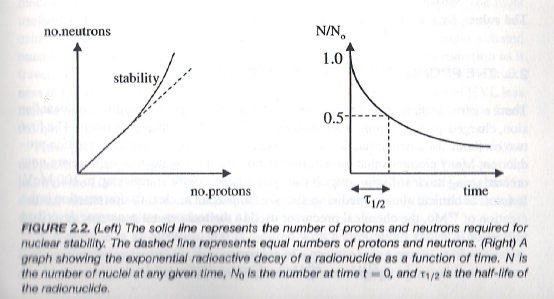 no.neutrons
stability
no.protons
N/Nₒ
1.0
0.5
time
τ1/2
FIGURE 2.2. (Left) The solid line represents the number of protons and neutrons required for
nuclear stability. The dashed line represents equal numbers of protons and neutrons. (Right) A
graph showing the exponential radioactive decay of a radionuclide as a function of time. N is
the number of nuclei at any given time, N₀ is the number at time t = 0, and τ1/2 is the half-life of
the radionuclide.